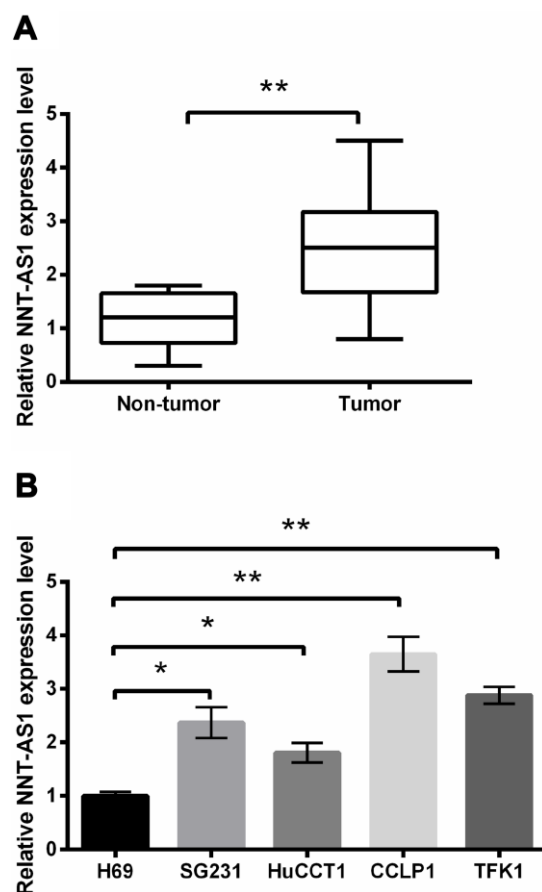 A
Relative NNT-AS1 expression level
**
5
4
3
2
1
0
Non-tumor Tumor
B
Relative NNT-AS1 expression level
**
**
*
*
5
4
3
2
1
0
H69 SG231 HuCCT1 CCLP1 TFK1